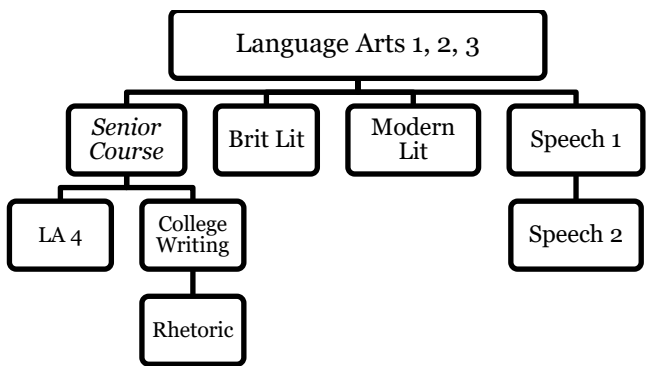 Language Arts 1, 2, 3
Senior
Course
Brit Lit
Modern
Lit
Speech 1
LA 4
College
Writing
Speech 2
Rhetoric